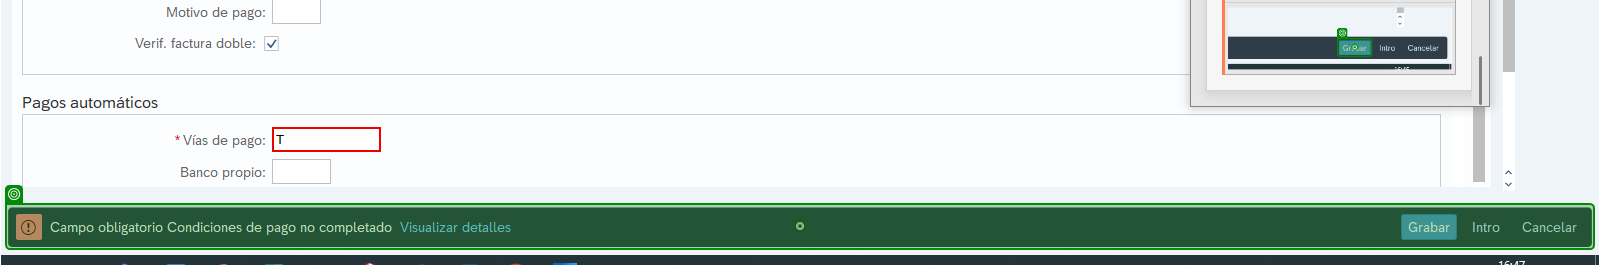 Motivo de pago:
Verif. factura doble:
Grabar Intro Cancelar
Pagos automáticos
* Vías de pago: T
Banco propio:
Campo obligatorio Condiciones de pago no completado Visualizar detalles
Grabar Intro Cancelar